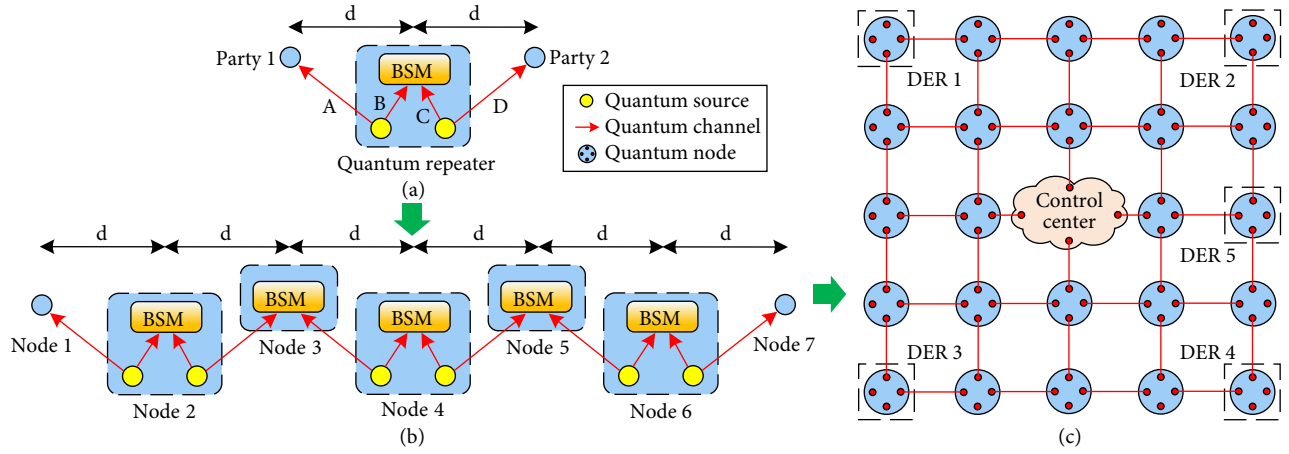 d d
Party 1
BSM
Party 2
A B C D
Quantum repeater
(a)
Quantum source
Quantum channel
Quantum node
d d d d d d
Node 1
BSM
BSM
BSM
BSM
BSM
Node 7
Node 3
Node 5
Node 2
Node 4
Node 6
(b)
DER 1
DER 2
Control
center
DER 5
DER 3
DER 4
(c)